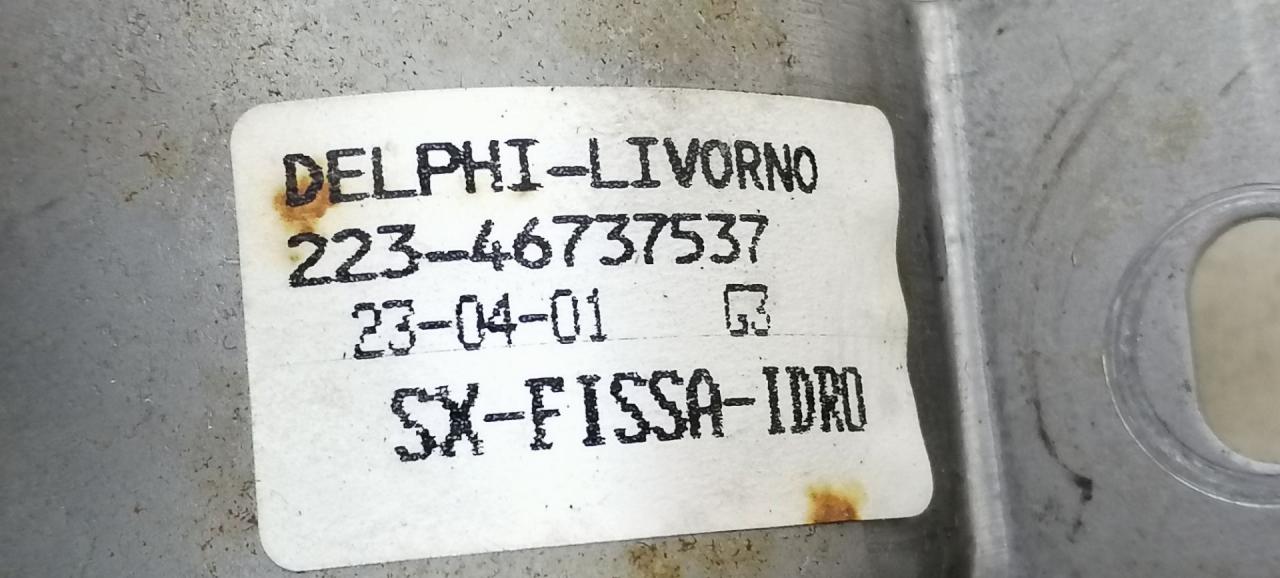 DELPHI-LIVORNO
223-46737537
23-04-01 G3
SX-FISSA-IDRO